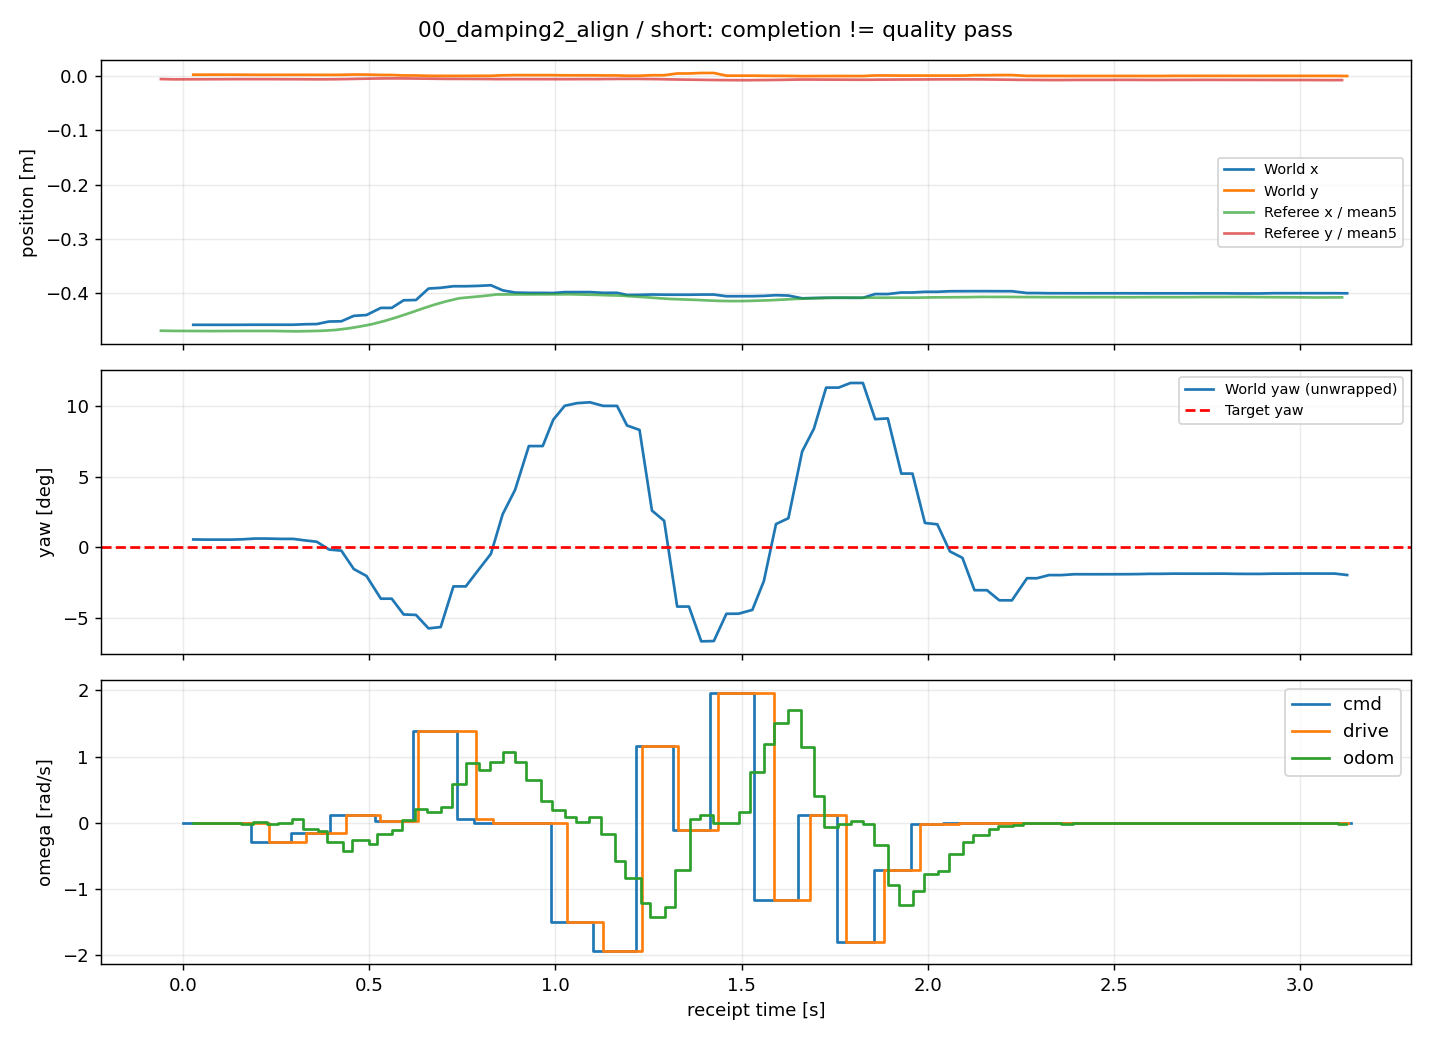 00_damping2_align / short: completion != quality pass
position [m]
0.0
−0.1
−0.2
−0.3
−0.4
World x
World y
Referee x / mean5
Referee y / mean5
yaw [deg]
10
5
0
−5
World yaw (unwrapped)
Target yaw
omega [rad/s]
2
1
0
−1
−2
cmd
drive
odom
0.0 0.5 1.0 1.5 2.0 2.5 3.0
receipt time [s]